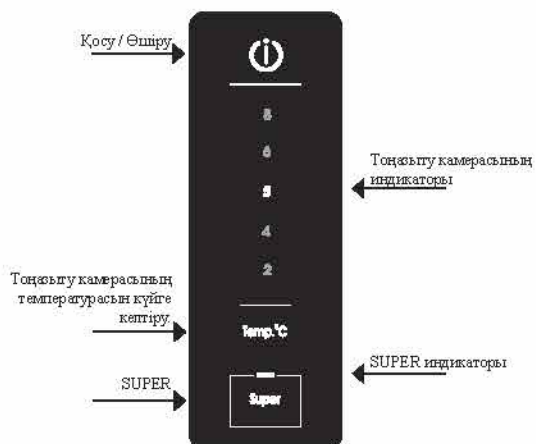 Қосу / Өшіру
8
6
5
4
2
Тоңазыту камерасының
индикаторы
Тоңазыту камерасының
температурасын күйге
келтіру.
Temp.°C
SUPER индикаторы
SUPER
Super